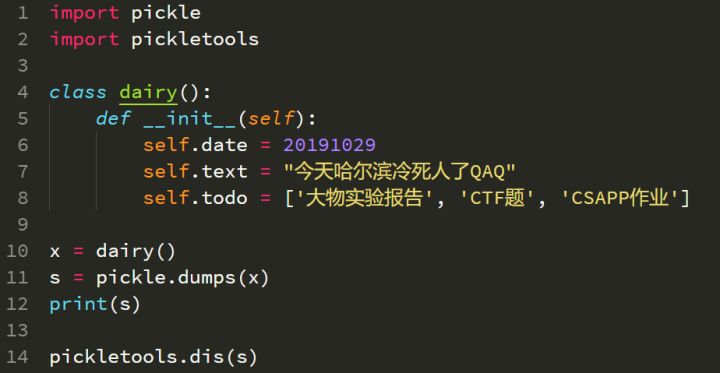 1 import pickle
2 import pickletools
3
4 class dairy():
5     def __init__(self):
6         self.date = 20191029
7         self.text = "今天哈尔滨冷死人了QAQ"
8         self.todo = ['大物实验报告', 'CTF题', 'CSAPP作业']
9
10 x = dairy()
11 s = pickle.dumps(x)
12 print(s)
13
14 pickletools.dis(s)